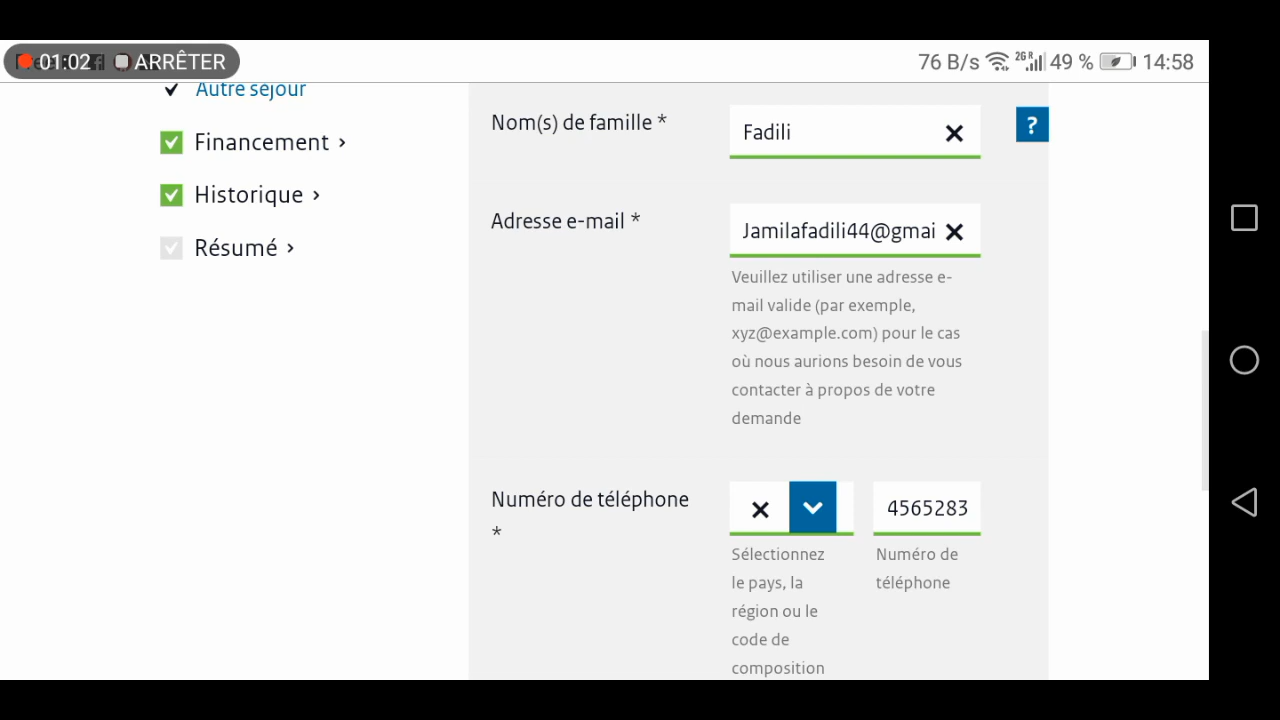 01:02 ARRÊTER
76 B/s 2G R 49 % 14:58
Autre séjour
Financement ›
Historique ›
Résumé ›
Nom(s) de famille *
Fadili
?
Adresse e-mail *
Jamilafadili44@gmai
Veuillez utiliser une adresse e-
mail valide (par exemple,
xyz@example.com) pour le cas
où nous aurions besoin de vous
contacter à propos de votre
demande
Numéro de téléphone
*
4565283
Sélectionnez
le pays, la
région ou le
code de
composition
Numéro de
téléphone